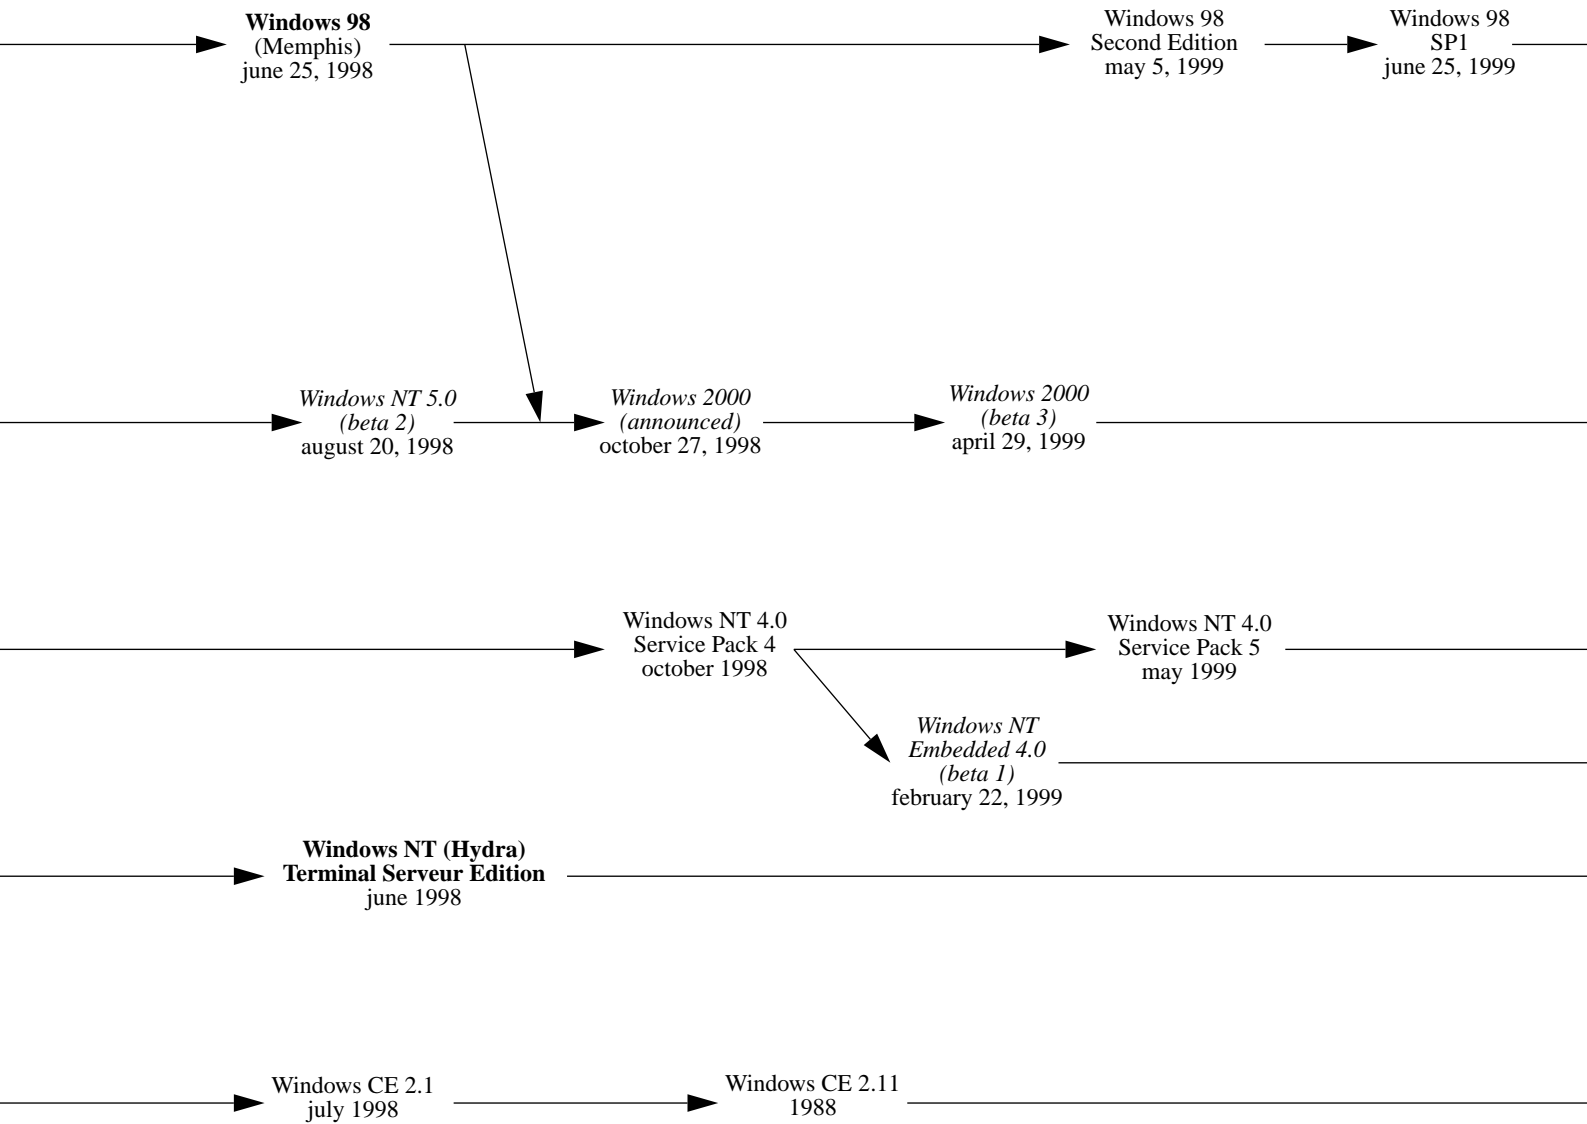 Windows 98
(Memphis)
june 25, 1998
Windows 98
Second Edition
may 5, 1999
Windows 98
SP1
june 25, 1999
Windows NT 5.0
(beta 2)
august 20, 1998
Windows 2000
(announced)
october 27, 1998
Windows 2000
(beta 3)
april 29, 1999
Windows NT 4.0
Service Pack 4
october 1998
Windows NT 4.0
Service Pack 5
may 1999
Windows NT
Embedded 4.0
(beta 1)
february 22, 1999
Windows NT (Hydra)
Terminal Serveur Edition
june 1998
Windows CE 2.1
july 1998
Windows CE 2.11
1988